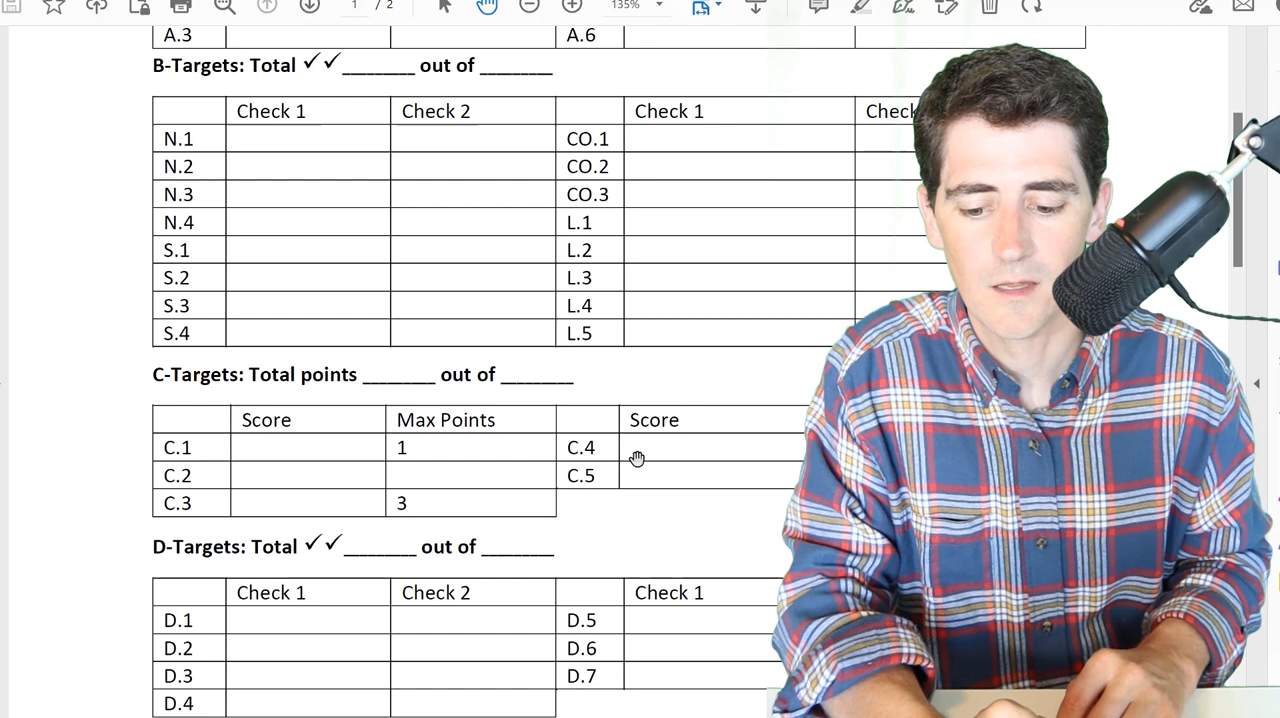 1 / 2
135%
A.3 A.6
B-Targets: Total ✓✓________ out of ________
Check 1 Check 2 Check 1 Check
N.1 CO.1
N.2 CO.2
N.3 CO.3
N.4 L.1
S.1 L.2
S.2 L.3
S.3 L.4
S.4 L.5
C-Targets: Total points ________ out of ________
Score Max Points Score
C.1 1 C.4
C.2 C.5
C.3 3
D-Targets: Total ✓✓________ out of ________
Check 1 Check 2 Check 1
D.1 D.5
D.2 D.6
D.3 D.7
D.4